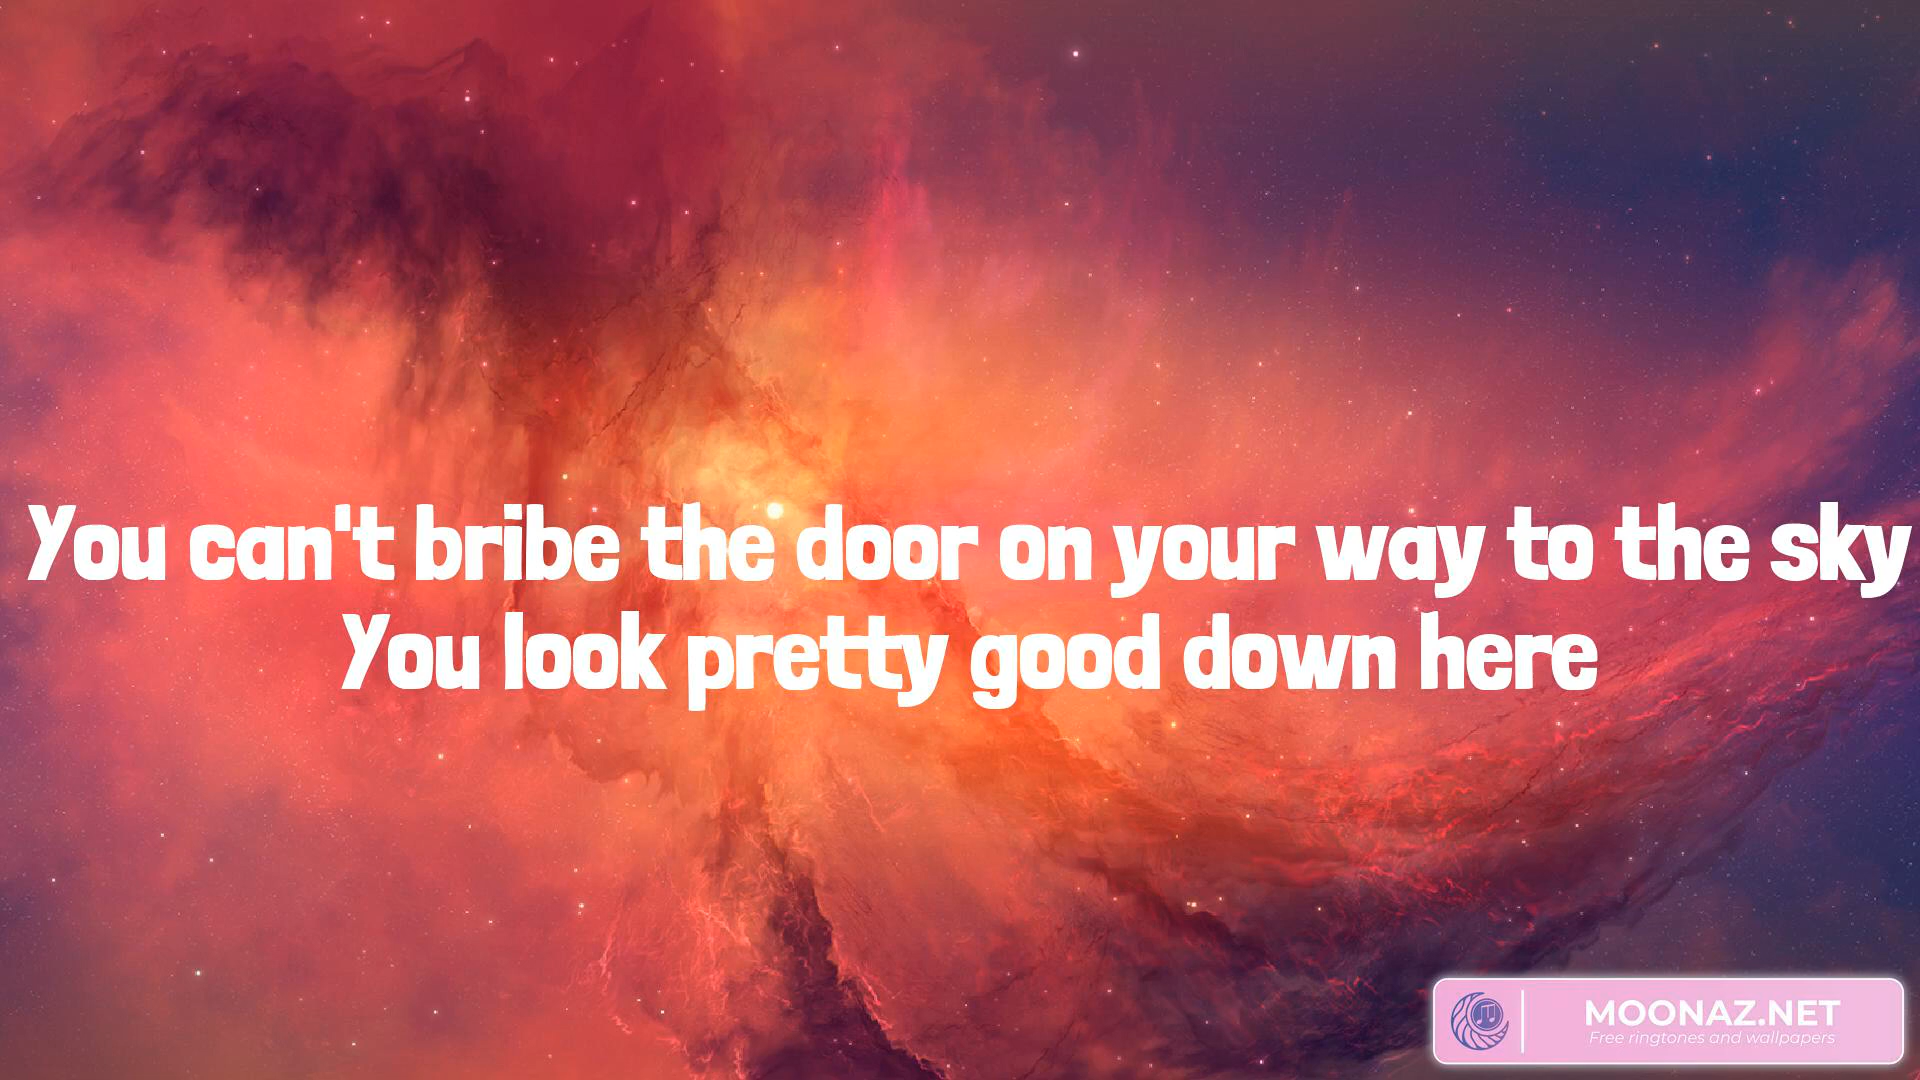 You can't bribe the door on your way to the sky
You look pretty good down here
MOONAZ.NET
Free ringtones and wallpapers